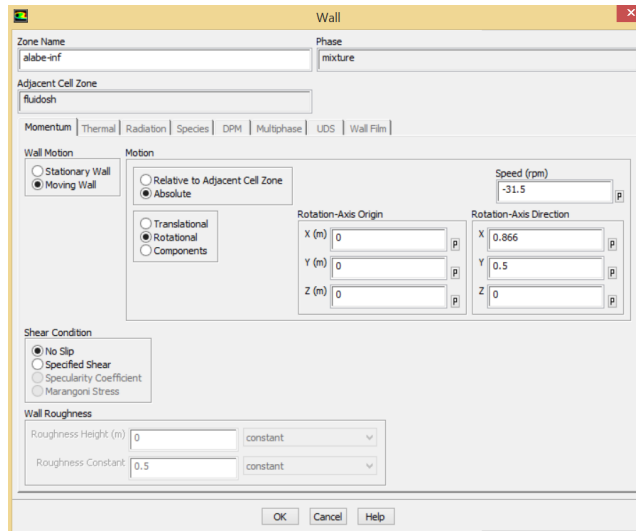 Wall
Zone Name
Phase
alabe-inf
mixture
Adjacent Cell Zone
fluidosh
Momentum Thermal Radiation Species DPM Multiphase UDS Wall Film
Wall Motion
Motion
Stationary Wall
Moving Wall
Relative to Adjacent Cell Zone
Absolute
Speed (rpm)
-31.5 P
Translational
Rotational
Components
Rotation-Axis Origin
X (m) 0 P
Y (m) 0 P
Z (m) 0 P
Rotation-Axis Direction
X 0.866 P
Y 0.5 P
Z 0 P
Shear Condition
No Slip
Specified Shear
Specularity Coefficient
Marangoni Stress
Wall Roughness
Roughness Height (m) 0 constant
Roughness Constant 0.5 constant
OK Cancel Help